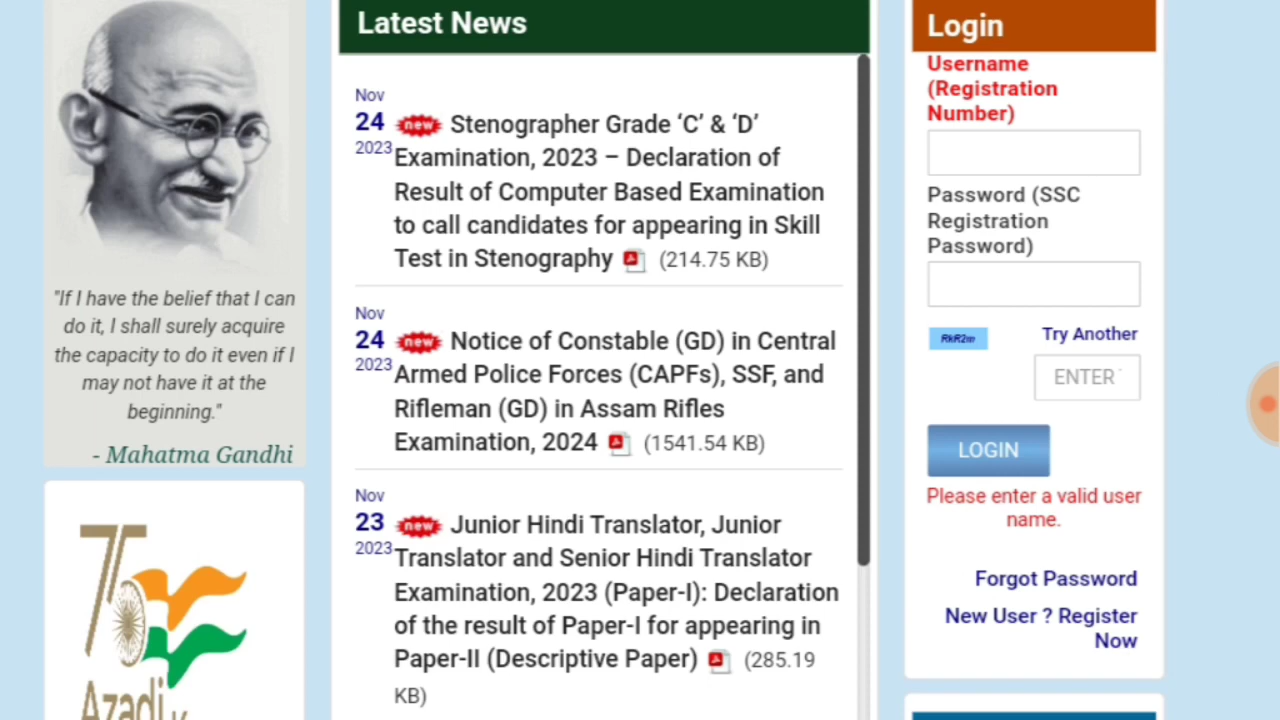 "If I have the belief that I can
do it, I shall surely acquire
the capacity to do it even if I
may not have it at the
beginning."
- Mahatma Gandhi
75
Azadi
Latest News
Nov
24
2023
new Stenographer Grade ‘C’ & ‘D’
Examination, 2023 – Declaration of
Result of Computer Based Examination
to call candidates for appearing in Skill
Test in Stenography (214.75 KB)
Nov
24
2023
new Notice of Constable (GD) in Central
Armed Police Forces (CAPFs), SSF, and
Rifleman (GD) in Assam Rifles
Examination, 2024 (1541.54 KB)
Nov
23
2023
new Junior Hindi Translator, Junior
Translator and Senior Hindi Translator
Examination, 2023 (Paper-I): Declaration
of the result of Paper-I for appearing in
Paper-II (Descriptive Paper) (285.19
KB)
Login
Username
(Registration
Number)
Password (SSC
Registration
Password)
RkR2m
Try Another
ENTER
LOGIN
Please enter a valid user
name.
Forgot Password
New User ? Register
Now